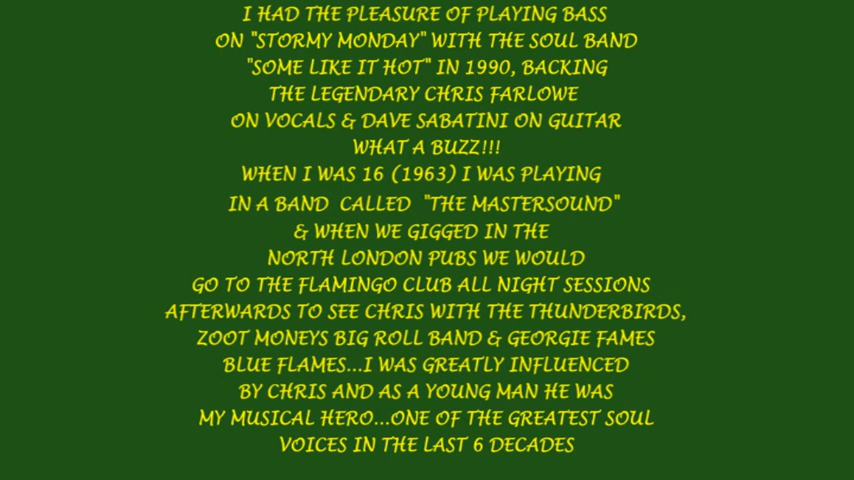 I HAD THE PLEASURE OF PLAYING BASS
ON "STORMY MONDAY" WITH THE SOUL BAND
"SOME LIKE IT HOT" IN 1990, BACKING
THE LEGENDARY CHRIS FARLOWE
ON VOCALS & DAVE SABATINI ON GUITAR
WHAT A BUZZ!!!
WHEN I WAS 16 (1963) I WAS PLAYING
IN A BAND CALLED "THE MASTERSOUND"
& WHEN WE GIGGED IN THE
NORTH LONDON PUBS WE WOULD
GO TO THE FLAMINGO CLUB ALL NIGHT SESSIONS
AFTERWARDS TO SEE CHRIS WITH THE THUNDERBIRDS,
ZOOT MONEYS BIG ROLL BAND & GEORGIE FAMES
BLUE FLAMES...I WAS GREATLY INFLUENCED
BY CHRIS AND AS A YOUNG MAN HE WAS
MY MUSICAL HERO...ONE OF THE GREATEST SOUL
VOICES IN THE LAST 6 DECADES